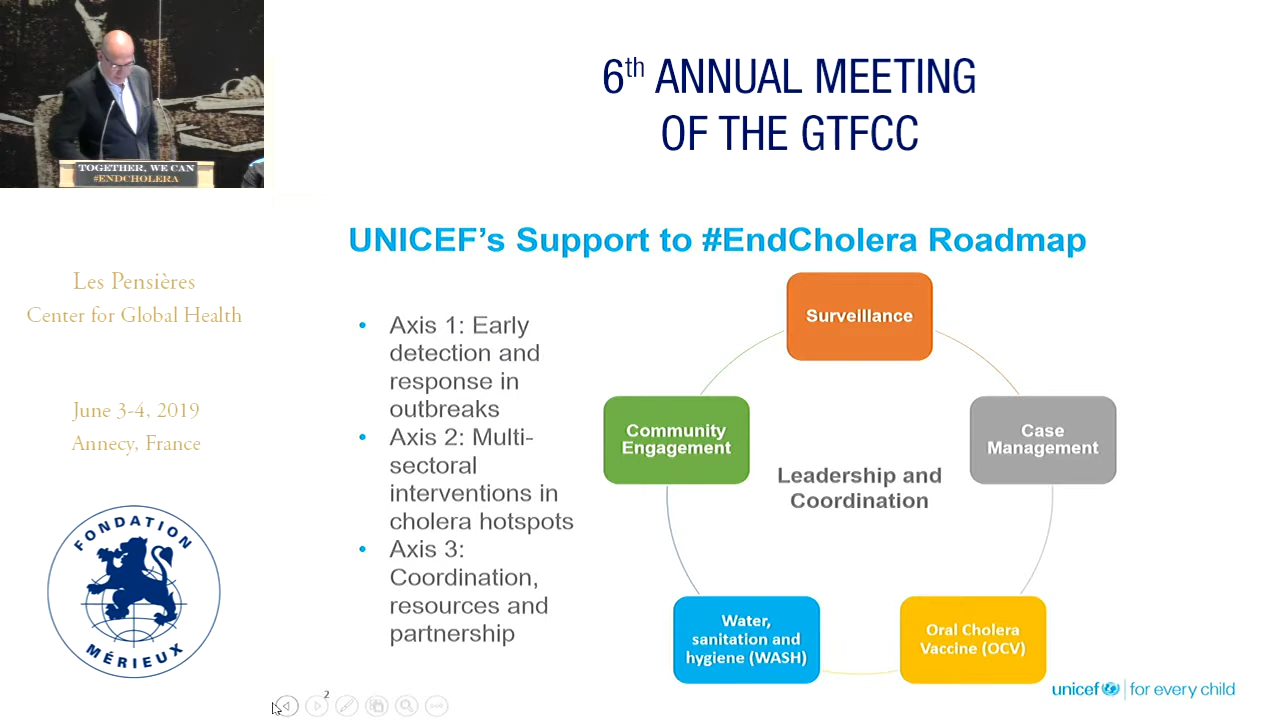 TOGETHER, WE CAN
#ENDCHOLERA
6th ANNUAL MEETING
OF THE GTFCC
Les Pensières
Center for Global Health
June 3-4, 2019
Annecy, France
FONDATION
MÉRIEUX
UNICEF’s Support to #EndCholera Roadmap
• Axis 1: Early
detection and
response in
outbreaks
• Axis 2: Multi-
sectoral
interventions in
cholera hotspots
• Axis 3:
Coordination,
resources and
partnership
Surveillance
Case
Management
Oral Cholera
Vaccine (OCV)
Water,
sanitation and
hygiene (WASH)
Community
Engagement
Leadership and
Coordination
2
unicef | for every child